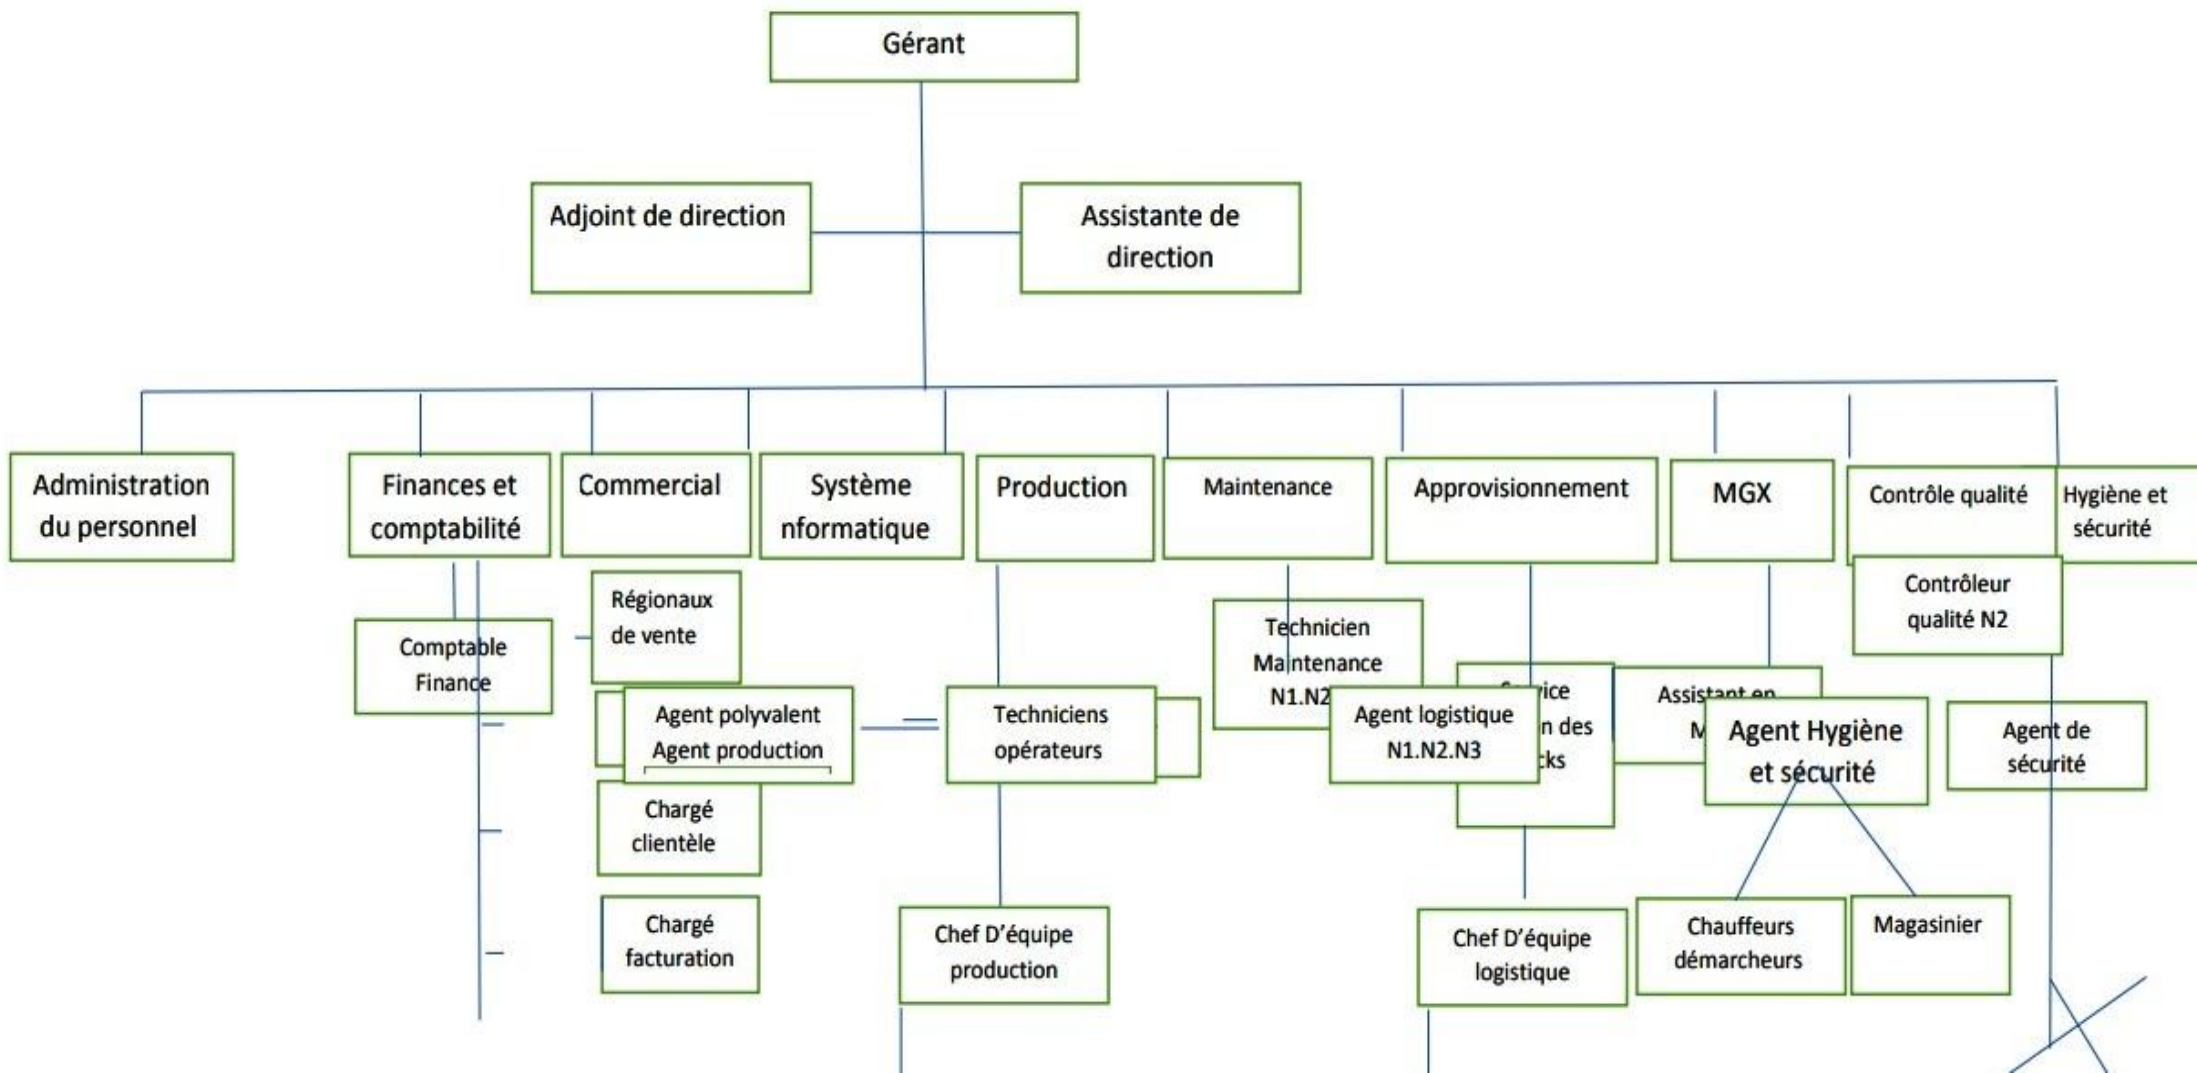 Gérant
Adjoint de direction
Assistante de
direction
Administration
du personnel
Finances et
comptabilité
Commercial
Système
nformatique
Production
Maintenance
Approvisionnement
MGX
Contrôle qualité
Hygiène et
sécurité
Comptable
Finance
Régionaux
de vente
Agent polyvalent
Agent production
Chargé
clientèle
Chargé
facturation
Techniciens
opérateurs
Chef D'équipe
production
Technicien
Maintenance
N1.N2
Agent logistique
N1.N2.N3
des
Chef D'équipe
logistique
Assistant en
Agent Hygiène
et sécurité
Chauffeurs
démarcheurs
Magasinier
Contrôleur
qualité N2
Agent de
sécurité